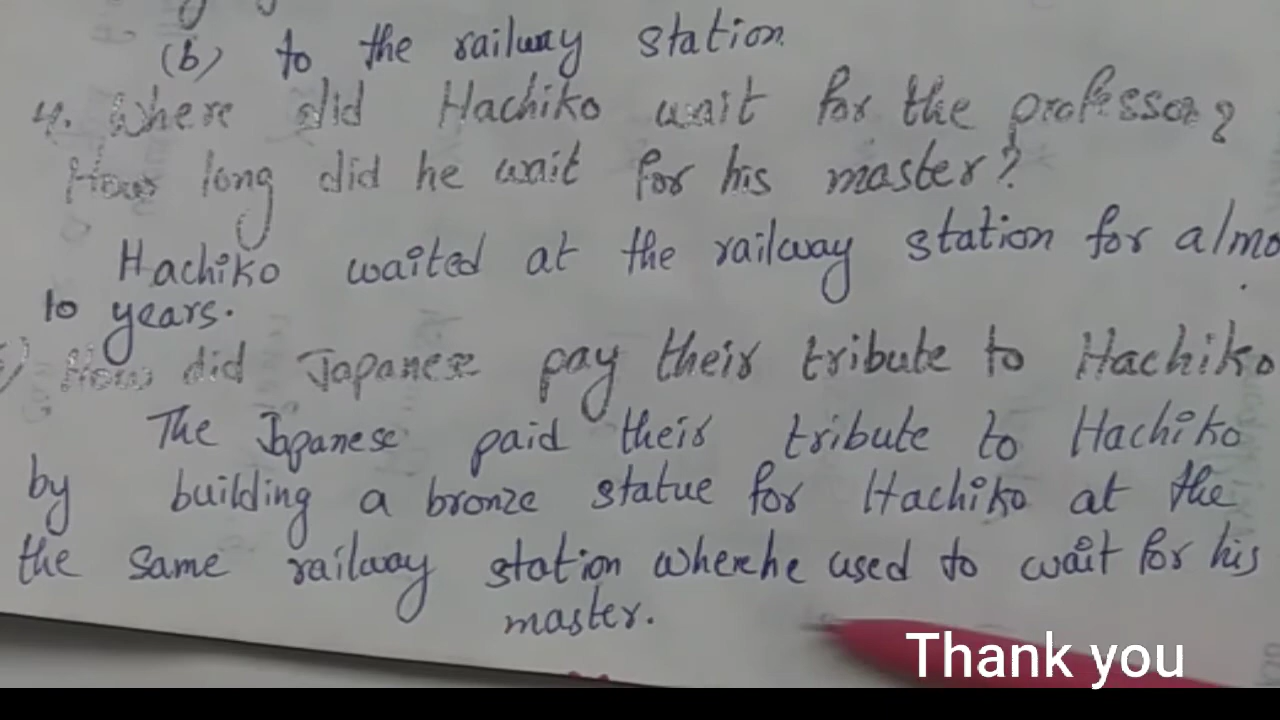 (b) to the railway station
4. Where did Hachiko wait for the professor?
How long did he wait for his master?
Hachiko waited at the railway station for almo
10 years.
) How did Japanese pay their tribute to Hachiko
The Japanese paid their tribute to Hachiko
by building a bronze statue for Hachiko at the
the same railway station where he used to wait for his
master.
Thank you